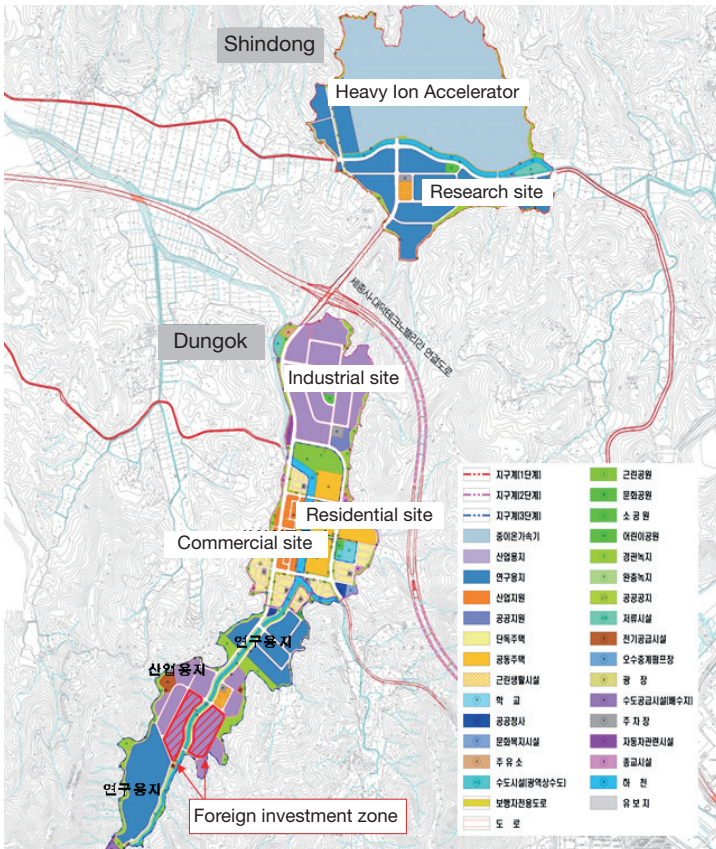 Shindong
Heavy Ion Accelerator
Research site
Dungok
Industrial site
Residential site
Commercial site
연구용지
산업용지
연구용지
Foreign investment zone
지구계(1단계)
지구계(2단계)
지구계(3단계)
중이온가속기
산업용지
연구용지
산업지원
공공지원
단독주택
공동주택
근린생활시설
학 교
공공청사
문화복지시설
주 유 소
수도시설(광역상수도)
보행자전용도로
도 로
근린공원
문화공원
소 공 원
어린이공원
경관녹지
완충녹지
공공공지
저류시설
전기공급시설
오수중계펌프장
광 장
수도공급시설(배수지)
주 차 장
자동차관련시설
종교시설
하 천
유 보 지